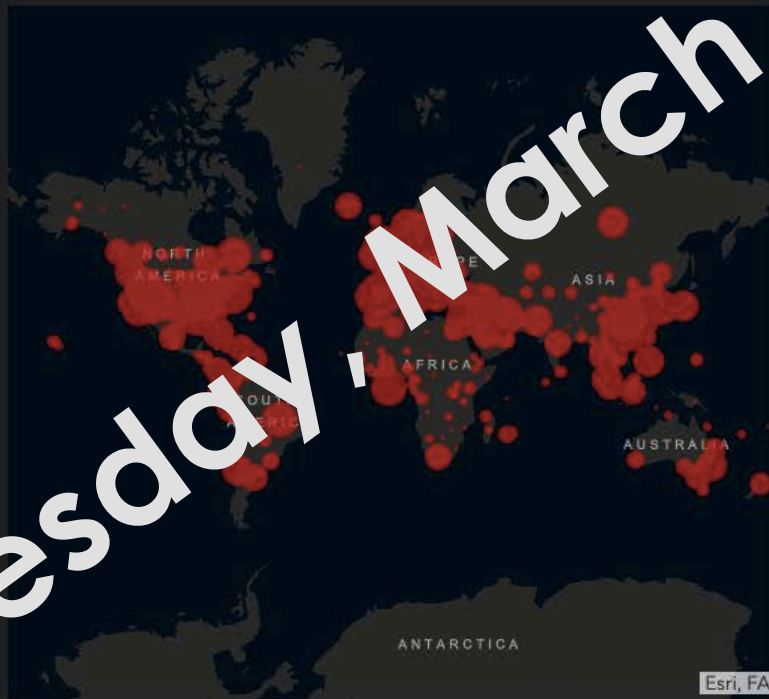 esday, March
NORTH
AMERICA
ASIA
AFRICA
AUSTRALIA
ANTARCTICA
Esri, FA